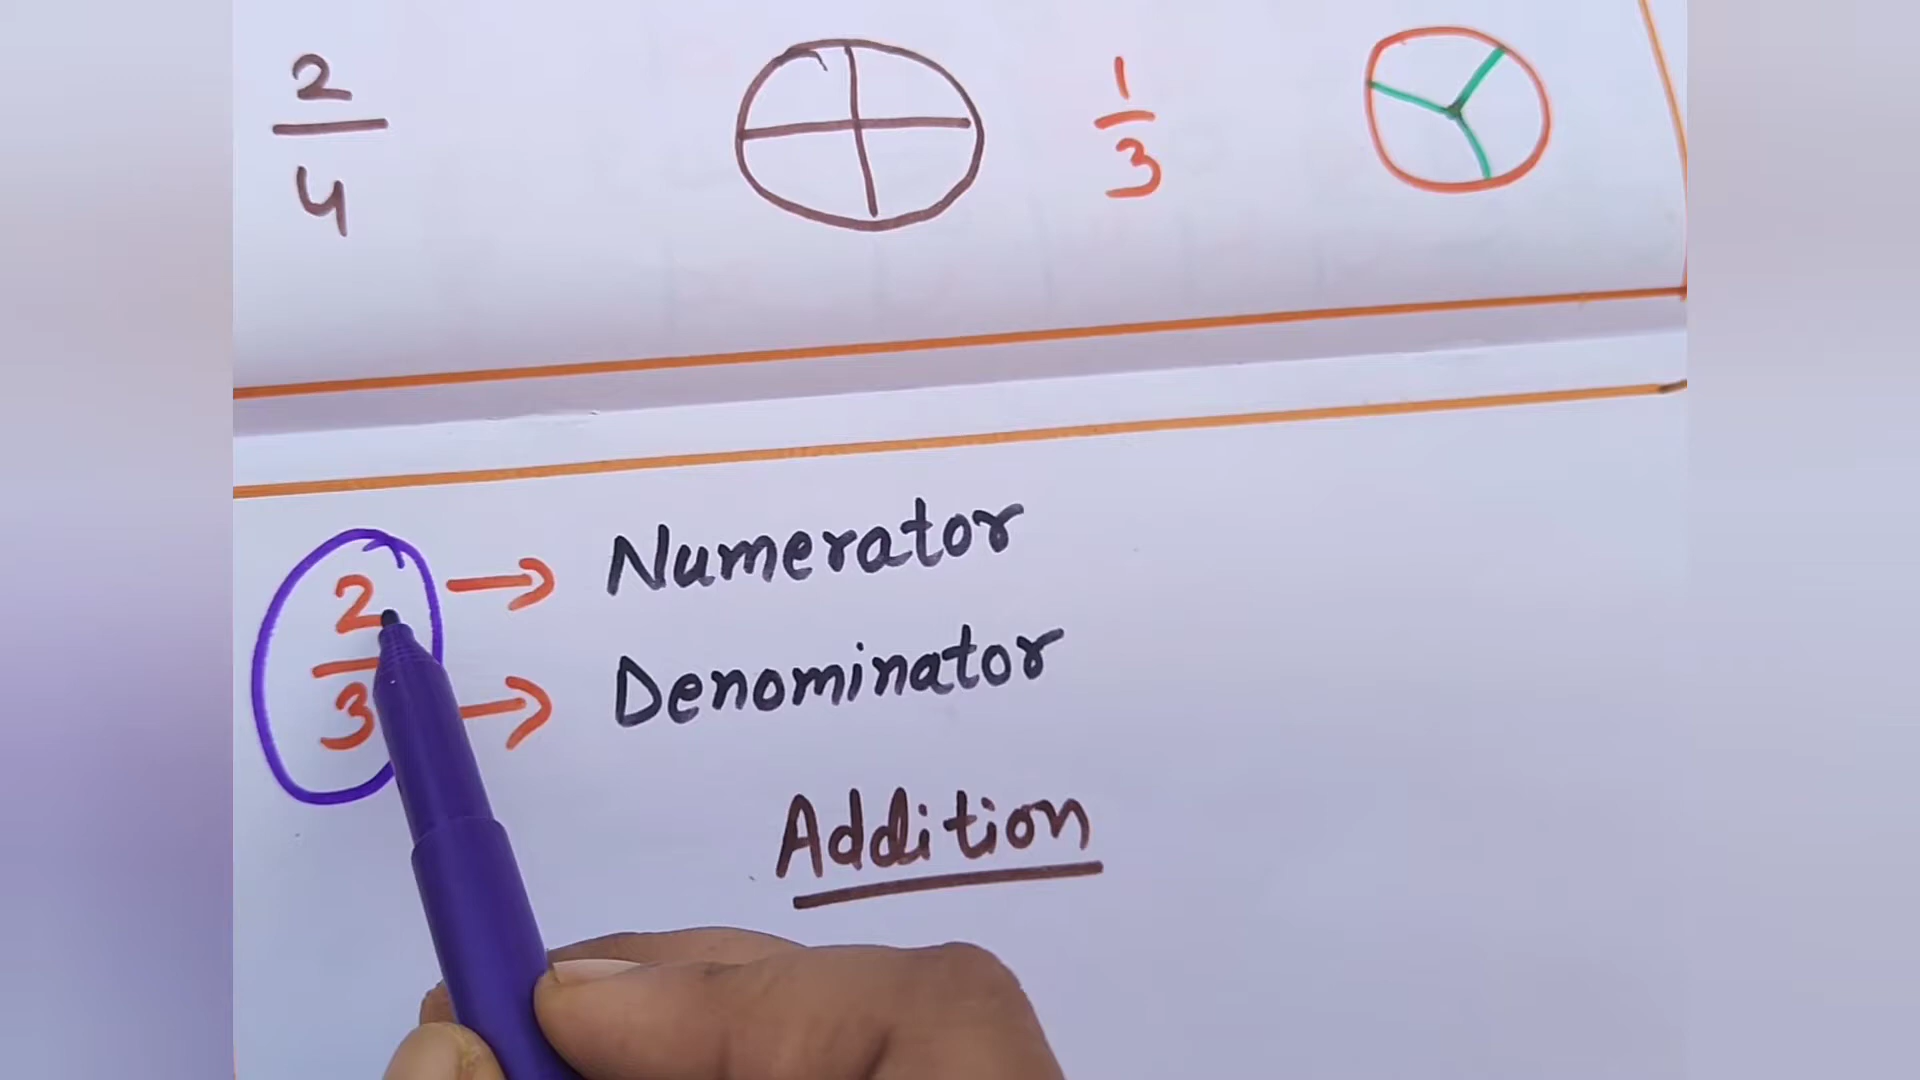 2/4
1/3
2 → Numerator
3 → Denominator
Addition